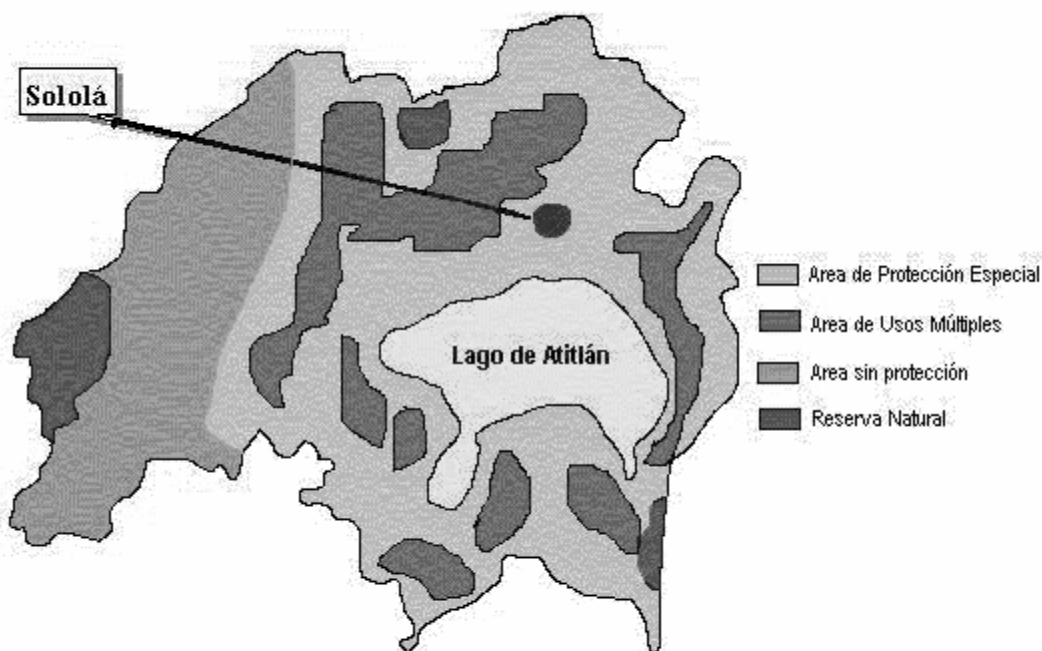 Sololá
Lago de Atitlán
Area de Protección Especial
Area de Usos Múltiples
Area sin protección
Reserva Natural